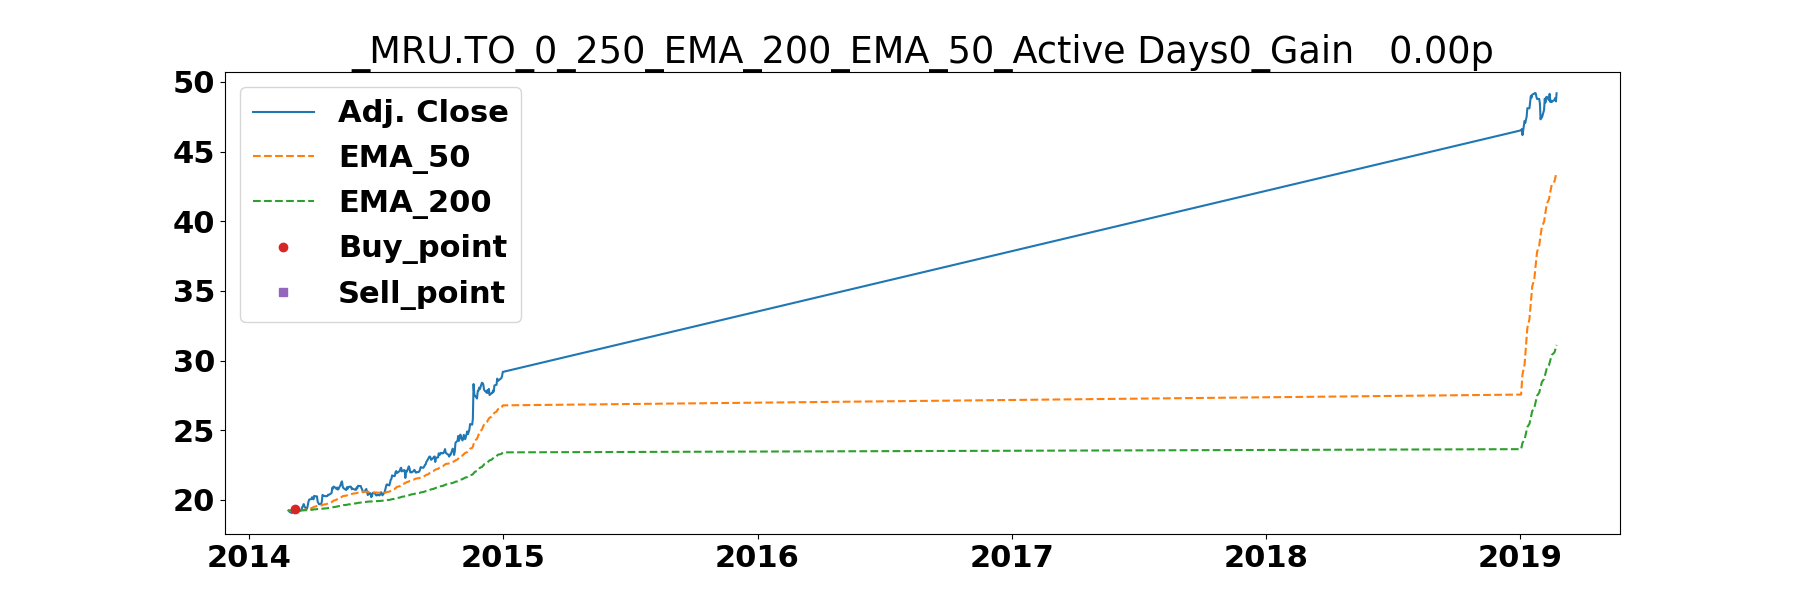 _MRU.TO_0_250_EMA_200_EMA_50_Active Days0_Gain   0.00p
50
45
40
35
30
25
20
Adj. Close
EMA_50
EMA_200
Buy_point
Sell_point
2014 2015 2016 2017 2018 2019